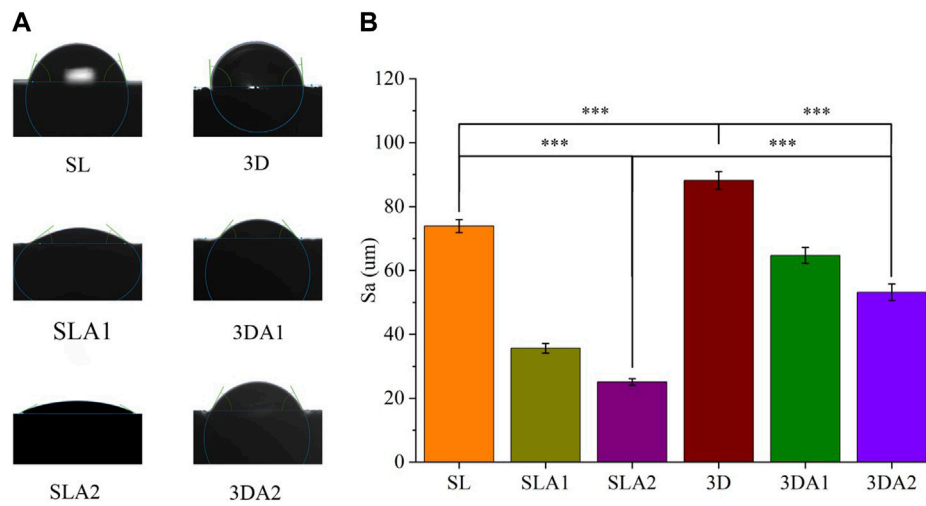 A
SL
3D
SLA1
3DA1
SLA2
3DA2
B
Sa (um)
120
100
80
60
40
20
0
***
***
***
***
SL
SLA1
SLA2
3D
3DA1
3DA2